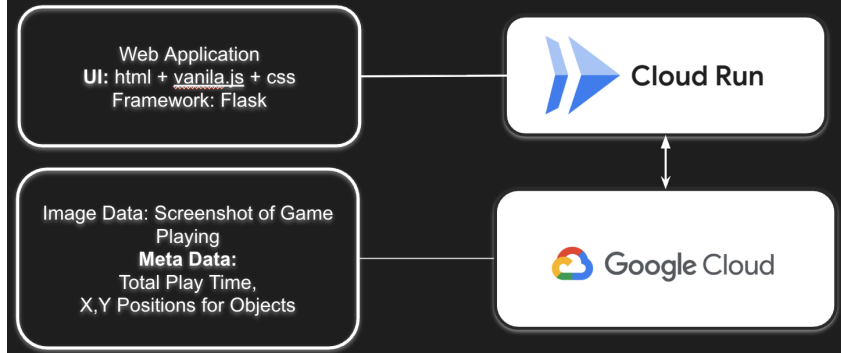 Web Application
UI: html + vanila.js + css
Framework: Flask
Cloud Run
Image Data: Screenshot of Game
Playing
Meta Data:
Total Play Time,
X,Y Positions for Objects
Google Cloud